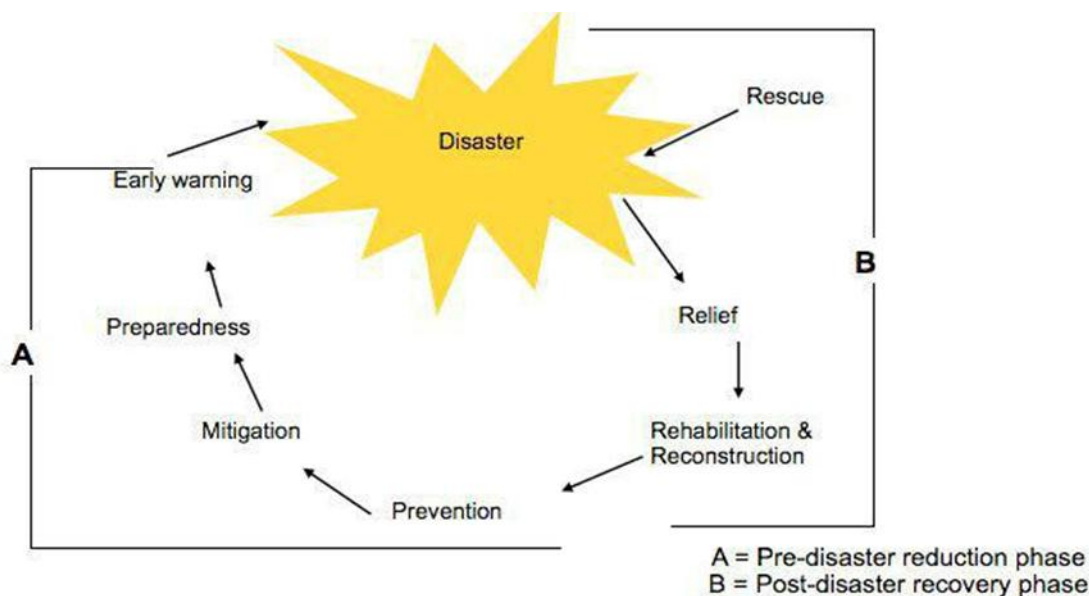 Rescue
Disaster
Early warning
B
Relief
Preparedness
A
Mitigation
Rehabilitation &
Reconstruction
Prevention
A = Pre-disaster reduction phase
B = Post-disaster recovery phase